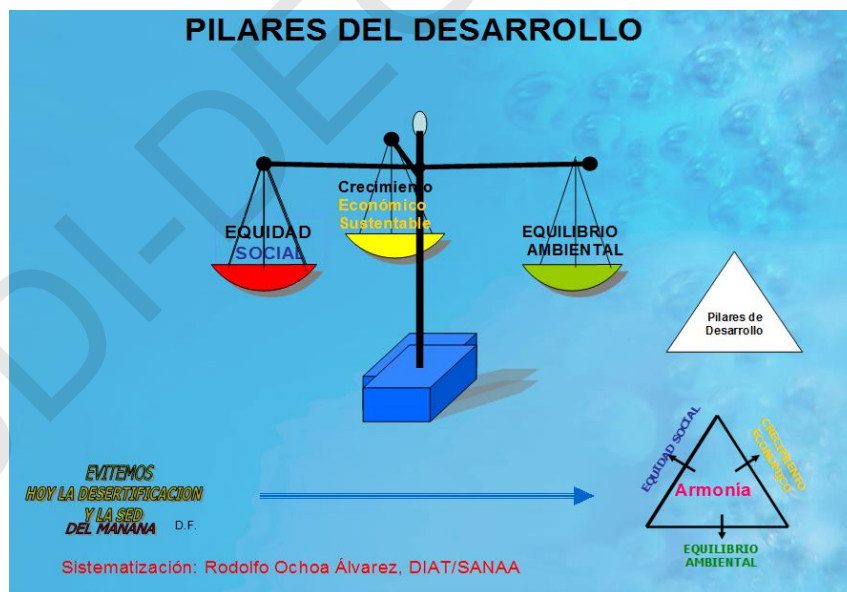 PILARES DEL DESARROLLO
Crecimiento
Económico
Sustentable
EQUIDAD
SOCIAL
EQUILIBRIO
AMBIENTAL
Pilares de
Desarrollo
EQUIDAD SOCIAL
CRECIMIENTO
ECONOMICO
Armonía
EQUILIBRIO
AMBIENTAL
EVITEMOS
HOY LA DESERTIFICACION
Y LA SED
DEL MAÑANA D.F.
Sistematización: Rodolfo Ochoa Álvarez, DIAT/SANAA